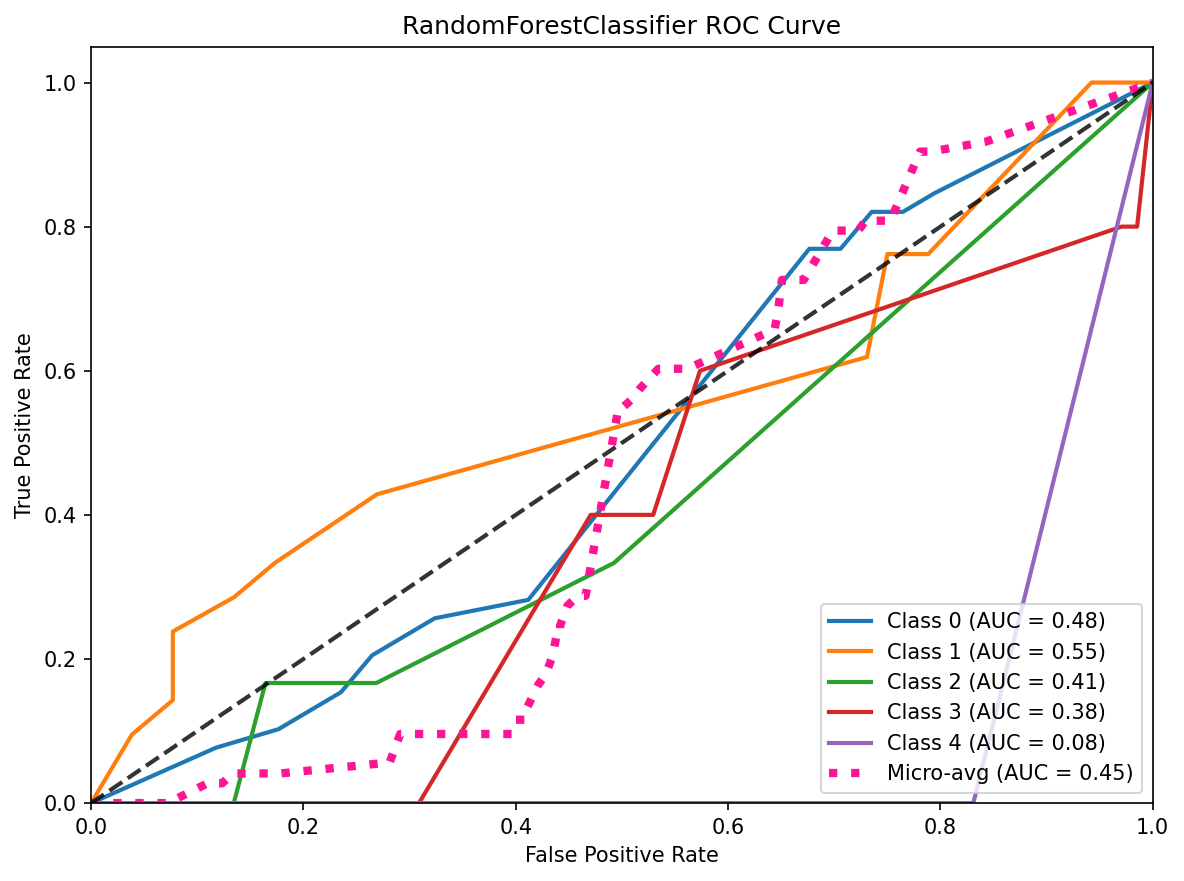 RandomForestClassifier ROC Curve
True Positive Rate
1.0
0.8
0.6
0.4
0.2
0.0
0.0 0.2 0.4 0.6 0.8 1.0
False Positive Rate
Class 0 (AUC = 0.48)
Class 1 (AUC = 0.55)
Class 2 (AUC = 0.41)
Class 3 (AUC = 0.38)
Class 4 (AUC = 0.08)
Micro-avg (AUC = 0.45)